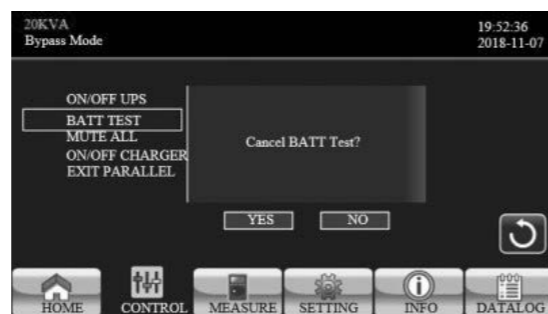 20KVA
Bypass Mode
19:52:36
2018-11-07
ON/OFF UPS
BATT TEST
MUTE ALL
ON/OFF CHARGER
EXIT PARALLEL
Cancel BATT Test?
YES NO
HOME CONTROL MEASURE SETTING INFO DATALOG